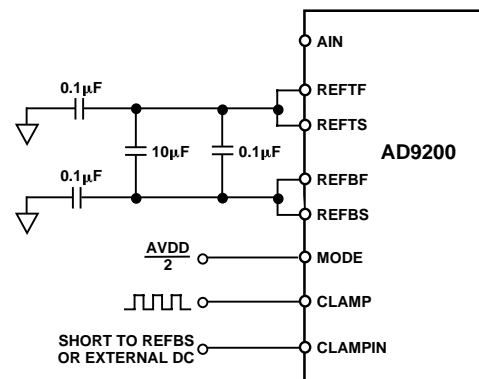 AIN
0.1µF
REFTF
REFTS
10µF
0.1µF
AD9200
0.1µF
REFBF
REFBS
AVDD
2
MODE
CLAMP
SHORT TO REFBS
OR EXTERNAL DC
CLAMPIN